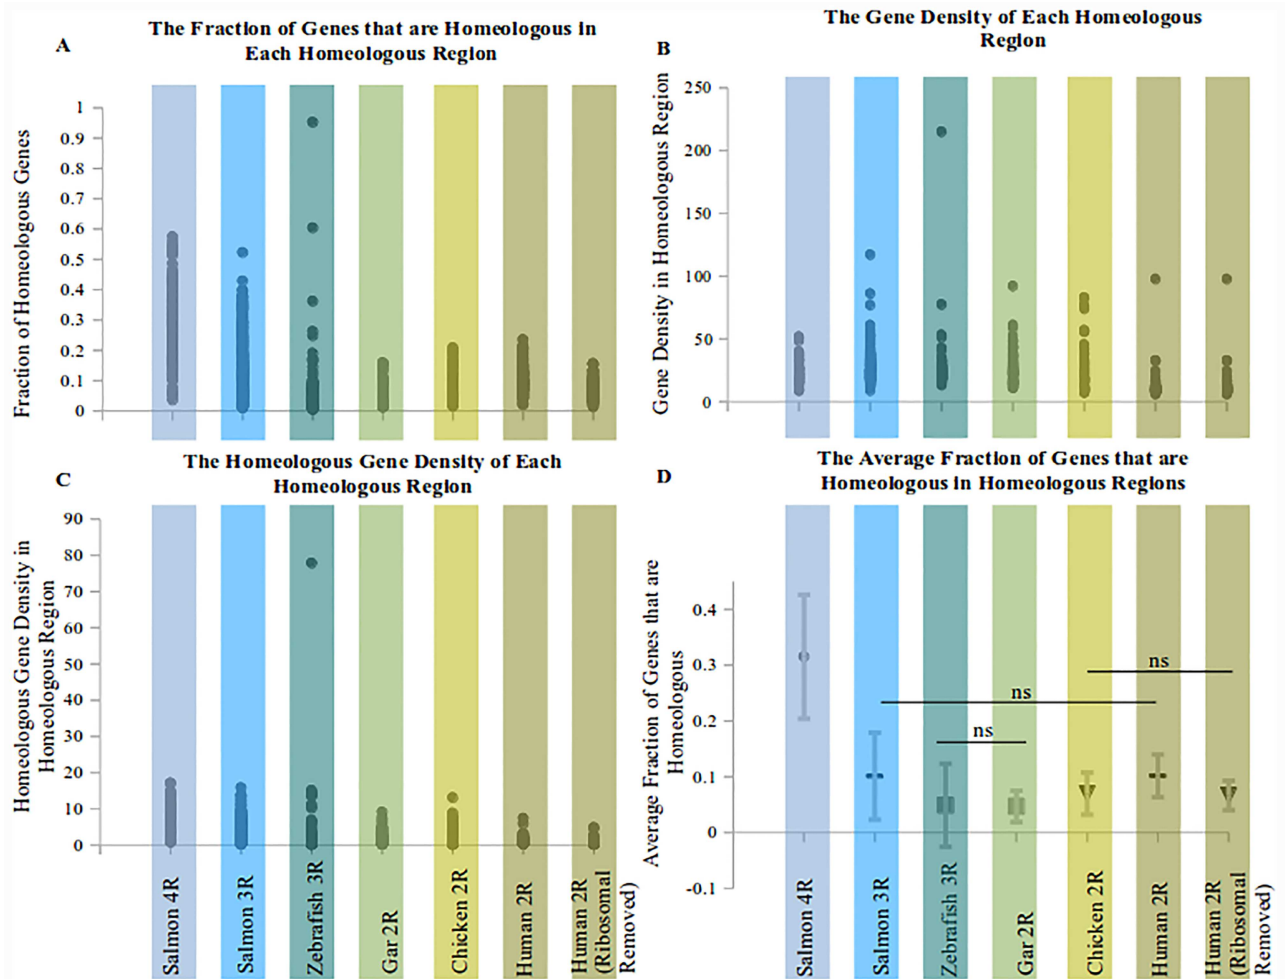 A
The Fraction of Genes that are Homeologous in
Each Homeologous Region
Fraction of Homeologous Genes
1
0.9
0.8
0.7
0.6
0.5
0.4
0.3
0.2
0.1
0
B
The Gene Density of Each Homeologous
Region
Gene Density in Homeologous Region
250
200
150
100
50
0
C
The Homeologous Gene Density of Each
Homeologous Region
Homeologous Gene Density in
Homeologous Region
90
80
70
60
50
40
30
20
10
0
Salmon 4R
Salmon 3R
Zebrafish 3R
Gar 2R
Chicken 2R
Human 2R
Human 2R
(Ribosomal
Removed)
D
The Average Fraction of Genes that are
Homeologous in Homeologous Regions
Average Fraction of Genes that are
Homeologous
0.4
0.3
0.2
0.1
0
-0.1
ns
ns
ns
Salmon 4R
Salmon 3R
Zebrafish 3R
Gar 2R
Chicken 2R
Human 2R
Human 2R
(Ribosomal
Removed)